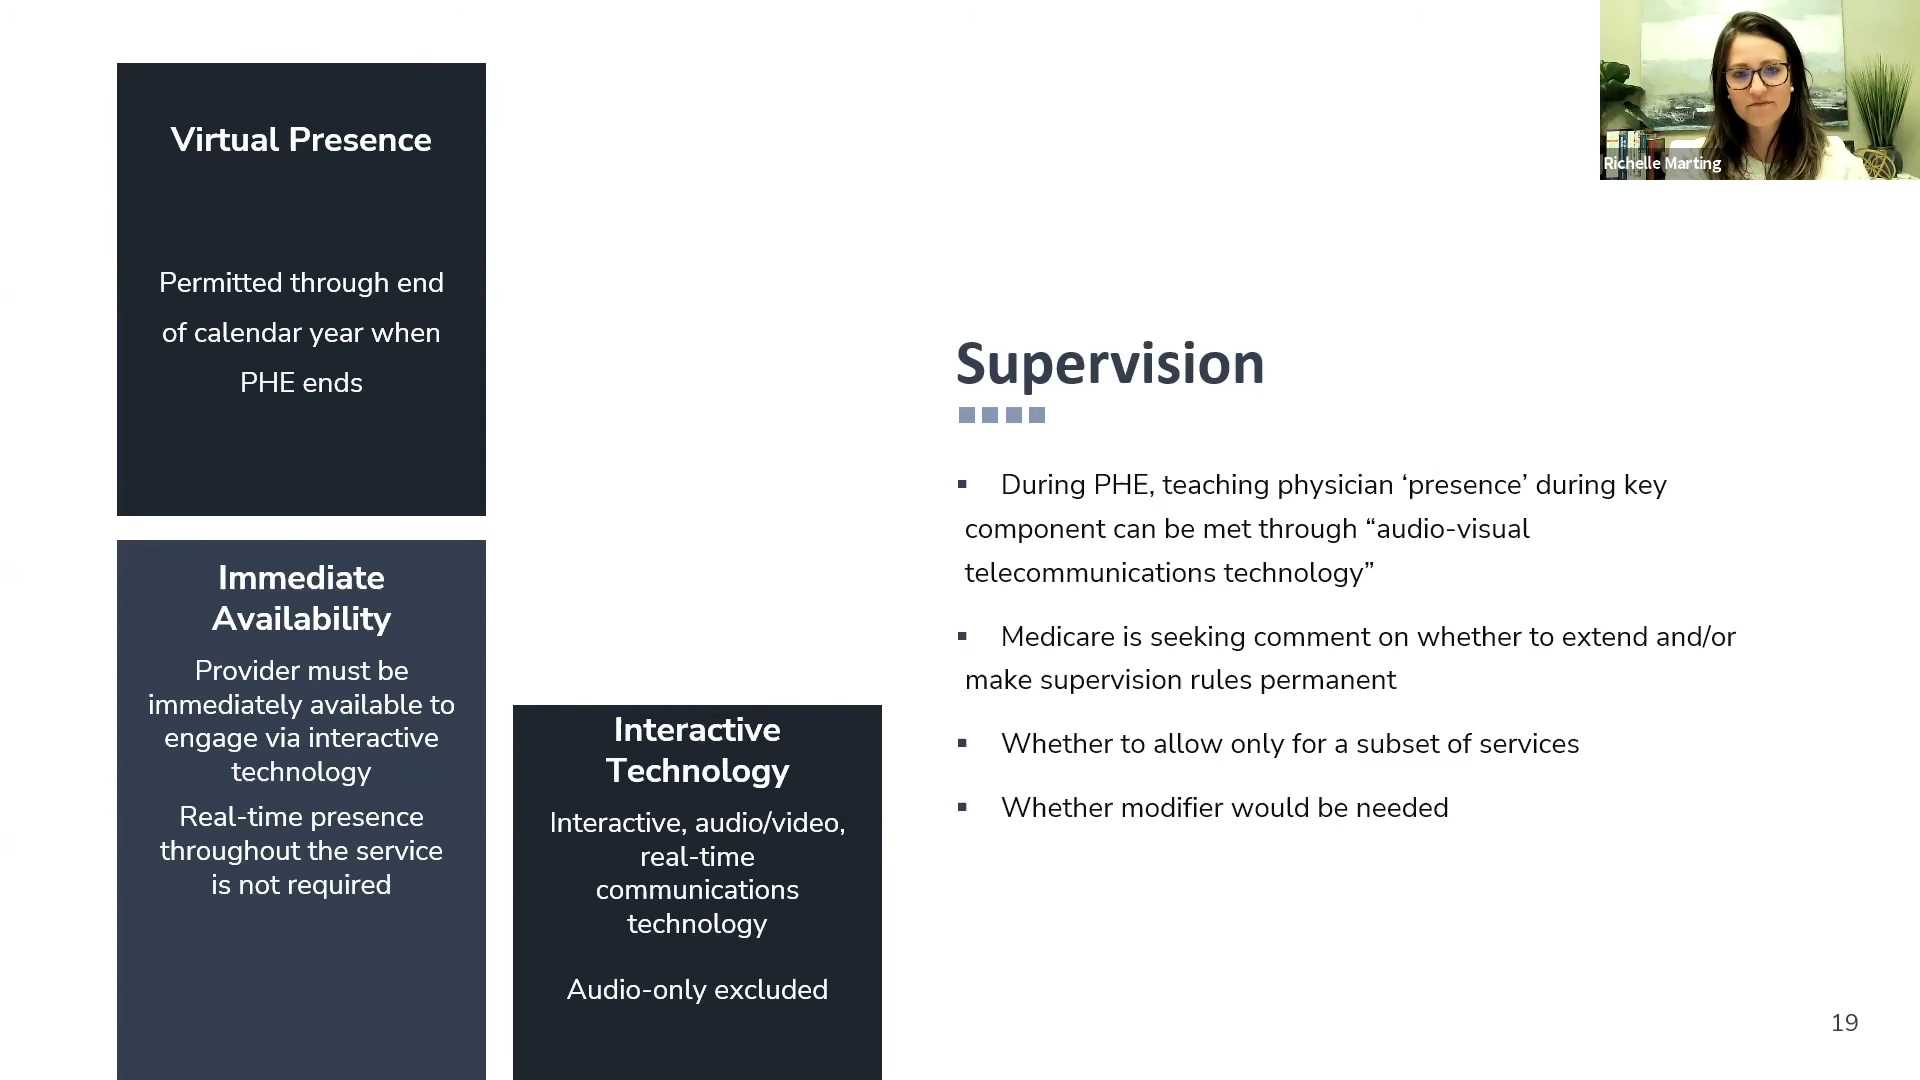 Virtual Presence
Permitted through end
of calendar year when
PHE ends
Immediate
Availability
Provider must be
immediately available to
engage via interactive
technology
Real-time presence
throughout the service
is not required
Interactive
Technology
Interactive, audio/video,
real-time
communications
technology
Audio-only excluded
Supervision
▪ During PHE, teaching physician ‘presence’ during key
component can be met through “audio-visual
telecommunications technology”
▪ Medicare is seeking comment on whether to extend and/or
make supervision rules permanent
▪ Whether to allow only for a subset of services
▪ Whether modifier would be needed
Richelle Marting
19